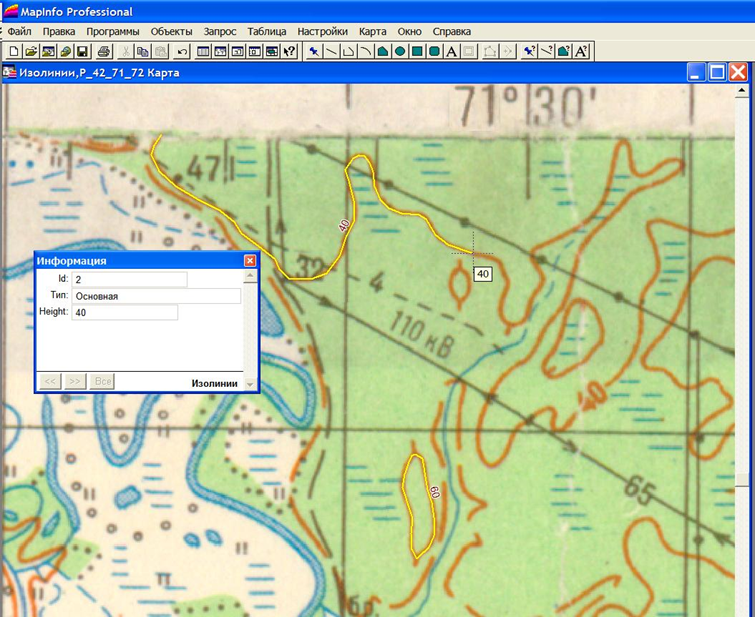 MapInfo Professional
Файл Правка Программы Объекты Запрос Таблица Настройки Карта Окно Справка
Изолинии,P_42_71_72 Карта
71° 30'
47
40
Информация
32
40
Id: 2
4
Тип: Основная
Height: 40
110 кВ
<< >> Все
Изолинии
40
60
65
бр.